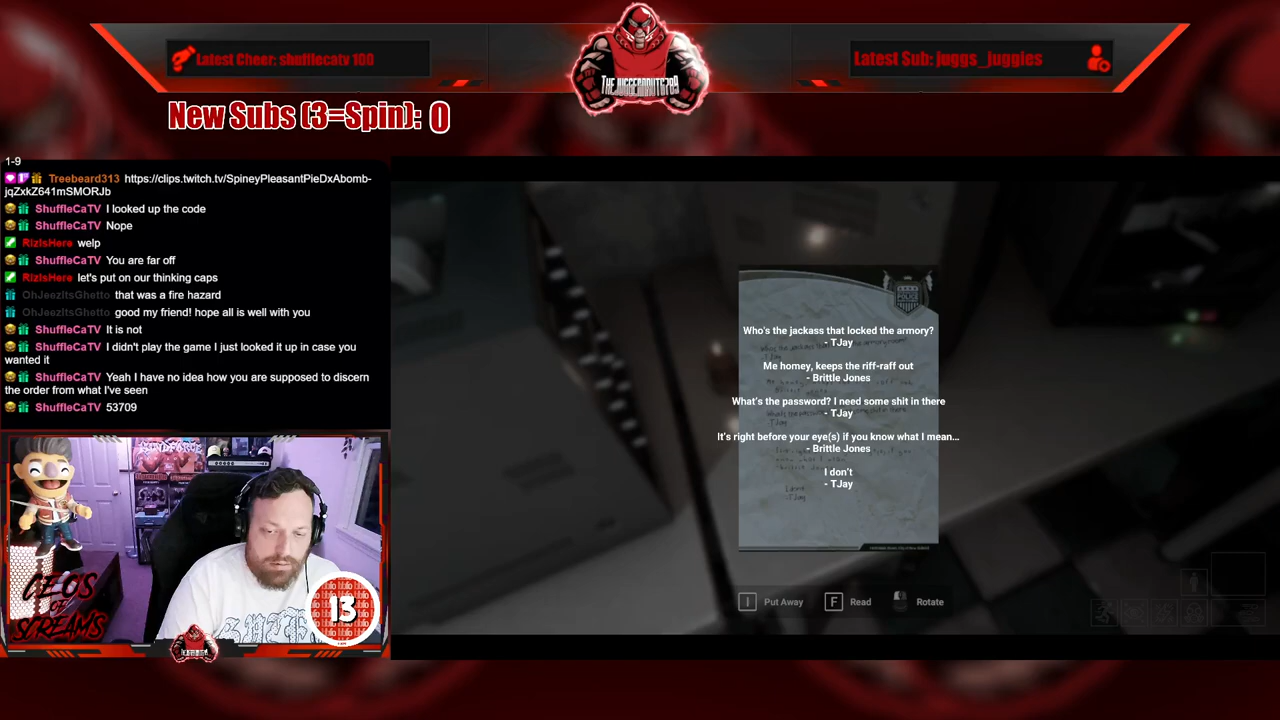 Latest Cheer: shufflecatv 100
THEJUGGERNAUT6789
Latest Sub: juggs_juggies
New Subs (3=Spin): 0
1-9
Treebeard313 https://clips.twitch.tv/SpineyPleasantPieDxAbomb-
jqZxkZ641mSMORJb
ShuffleCaTV I looked up the code
ShuffleCaTV Nope
RizIsHere welp
ShuffleCaTV You are far off
RizIsHere let's put on our thinking caps
OhJeezItsGhetto that was a fire hazard
OhJeezItsGhetto good my friend! hope all is well with you
ShuffleCaTV It is not
ShuffleCaTV I didn't play the game I just looked it up in case you
wanted it
ShuffleCaTV Yeah I have no idea how you are supposed to discern
the order from what I've seen
ShuffleCaTV 53709
POLICE
Who's the jackass that locked the armory?
- TJay
Me homey, keeps the riff-raff out
- Brittle Jones
What's the password? I need some shit in there
- TJay
It's right before your eye(s) if you know what I mean...
- Brittle Jones
I don't
- TJay
I Put Away
F Read
Rotate
CEO'S
OF
SCREAMS
13